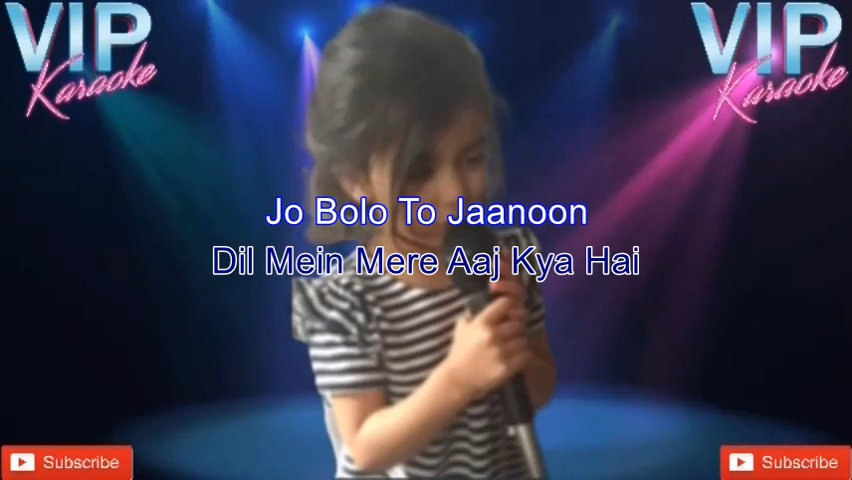 VIP
Karaoke
VIP
Karaoke
Jo Bolo To Jaanoon
Dil Mein Mere Aaj Kya Hai
Subscribe
Subscribe